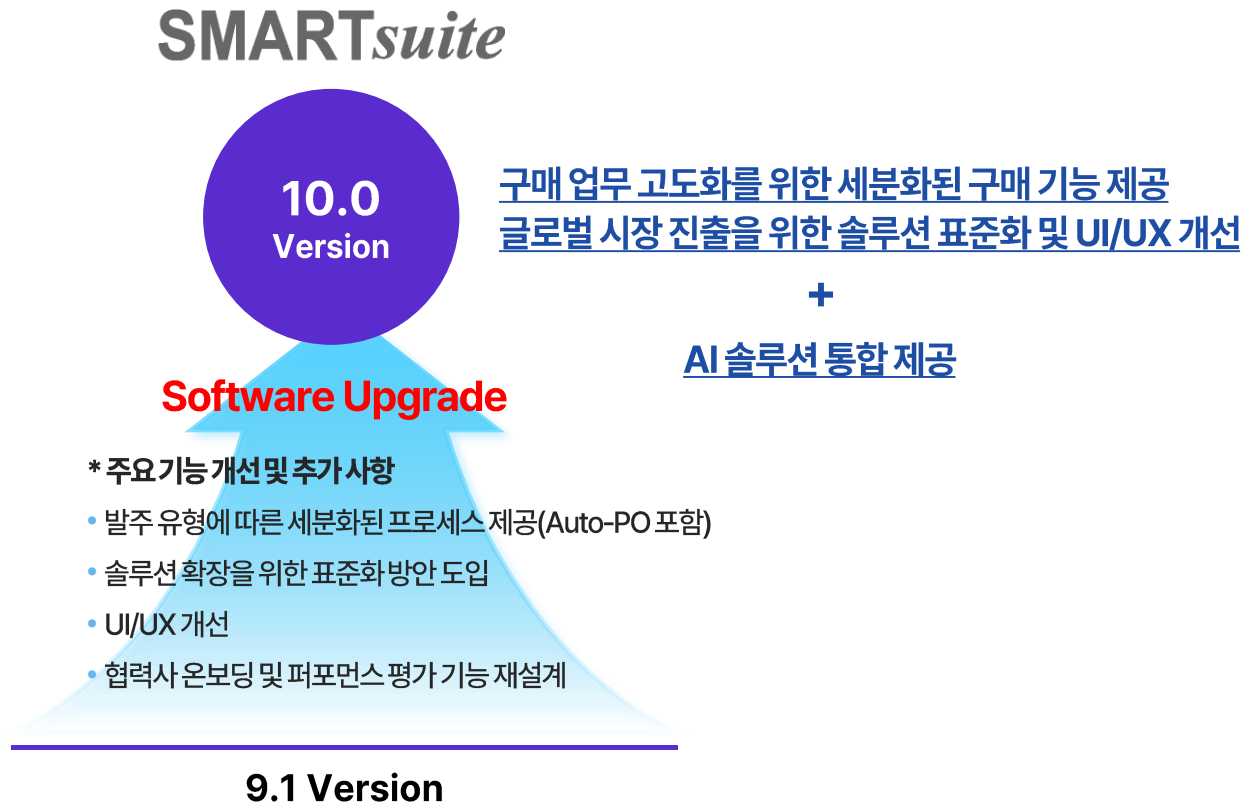 SMARTsuite
10.0
Version
구매 업무 고도화를 위한 세분화된 구매 기능 제공
글로벌 시장 진출을 위한 솔루션 표준화 및 UI/UX 개선
+
AI 솔루션 통합 제공
Software Upgrade
* 주요 기능 개선 및 추가 사항
• 발주 유형에 따른 세분화된 프로세스 제공(Auto-PO 포함)
• 솔루션 확장을 위한 표준화 방안 도입
• UI/UX 개선
• 협력사 온보딩 및 퍼포먼스 평가 기능 재설계
9.1 Version